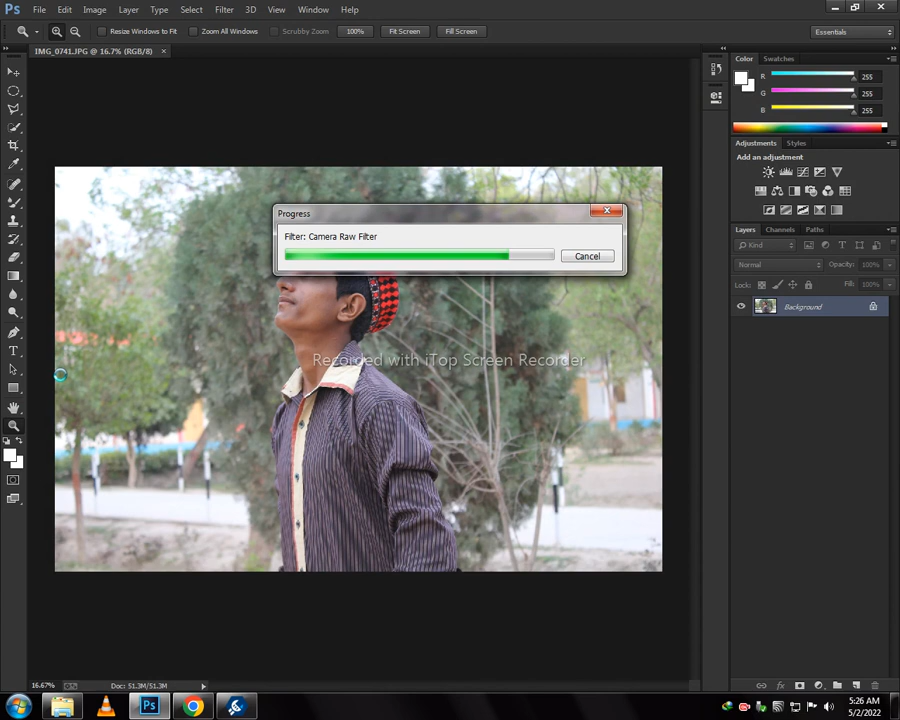 Ps File Edit Image Layer Type Select Filter 3D View Window Help
Resize Windows to Fit Zoom All Windows Scrubby Zoom 100% Fit Screen Fill Screen Essentials
IMG_0741.JPG @ 16.7% (RGB/8) ×
Color Swatches
R 255
G 255
B 255
Adjustments Styles
Add an adjustment
Layers Channels Paths
Kind
Normal Opacity: 100%
Lock: Fill: 100%
Background
Progress
Filter: Camera Raw Filter
Cancel
Recorded with iTop Screen Recorder
16.67% Doc: 51.3M/51.3M
fx
Ps
5:26 AM
5/2/2022